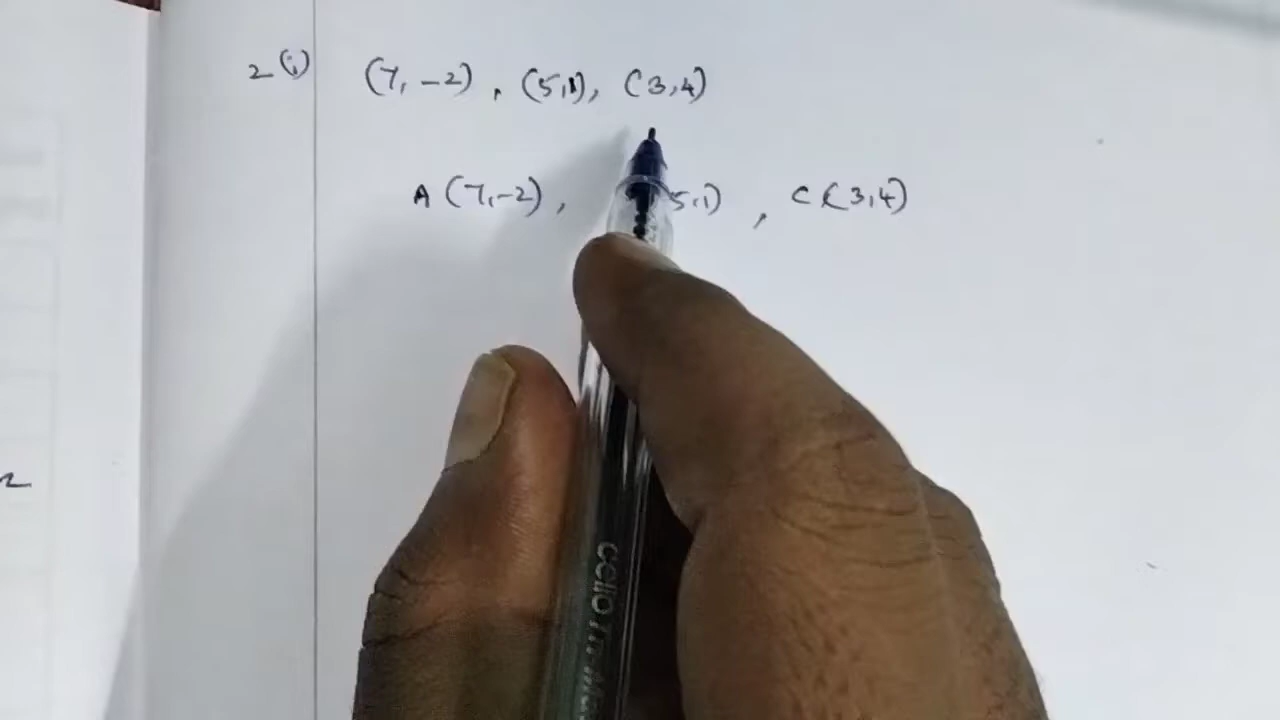 2(i) (7, -2), (5,1), (3,4)
A (7,-2), 5,1) , C (3,4)
cello